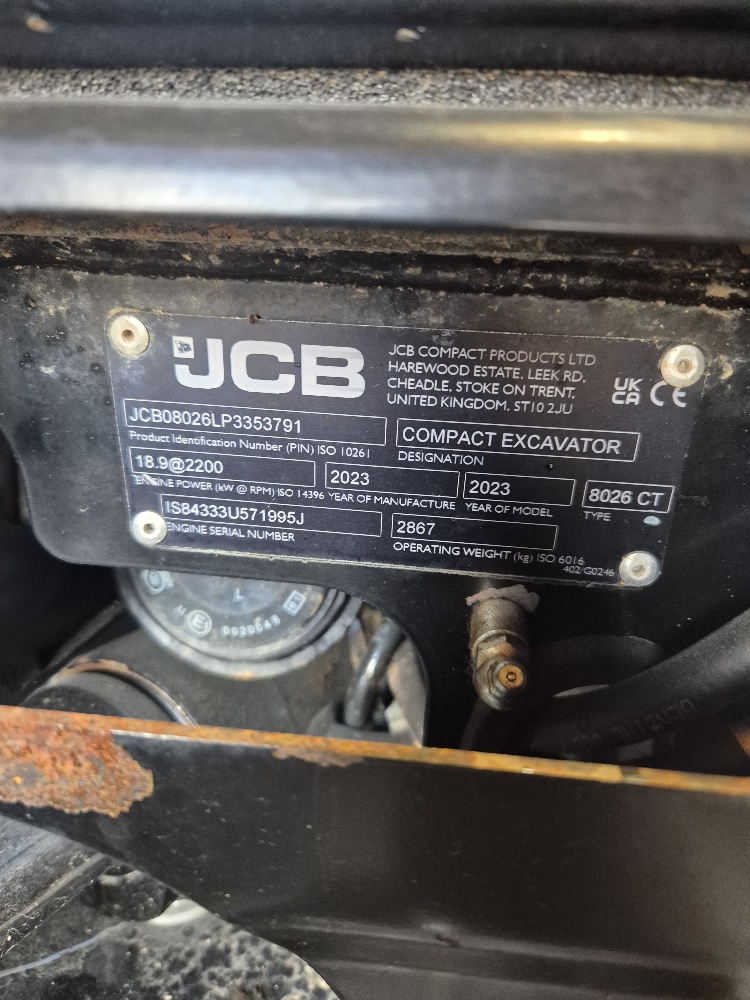 JCB
JCB COMPACT PRODUCTS LTD
HAREWOOD ESTATE, LEEK RD,
CHEADLE, STOKE ON TRENT,
UNITED KINGDOM, ST10 2JU
UK
CA CE
JCB08026LP3353791
Product Identification Number (PIN) ISO 10261
COMPACT EXCAVATOR
DESIGNATION
18.9@2200
ENGINE POWER (kW @ RPM) ISO 14396
2023
YEAR OF MANUFACTURE
2023
YEAR OF MODEL
8026 CT
TYPE
IS84333U571995J
ENGINE SERIAL NUMBER
2867
OPERATING WEIGHT (kg) ISO 6016
402/G0246